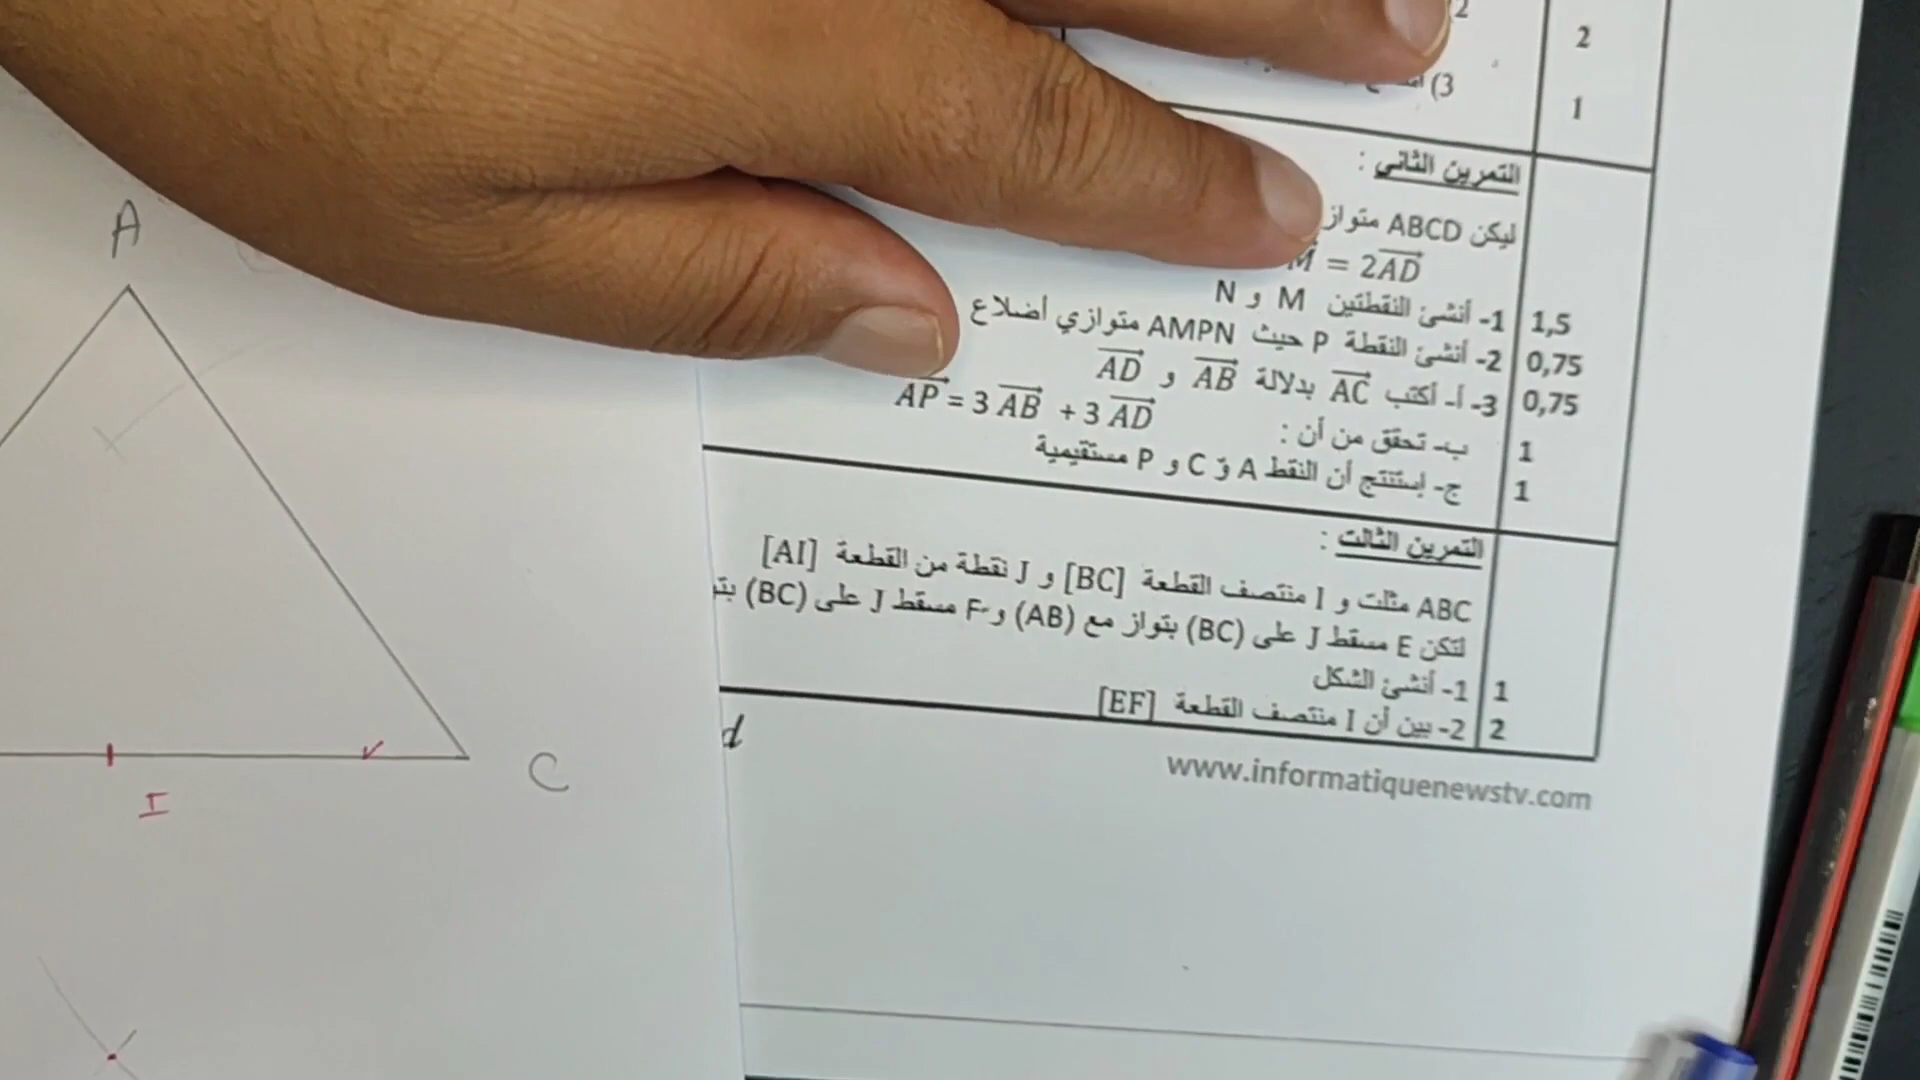 2
2
(3
1
التمرين الثاني :
ليكن ABCD
= 2AD
1,5 1- أنشئ النقطتين M و N
0,75 2- أنشئ النقطة P حيث AMPN متوازي أضلاع
0,75 3- أ- أكتب AC بدلالة AB و AD
1 ب- تحقق من أن : AP = 3 AB + 3 AD
1 ج- إستنتج أن النقط A و C و P مستقيمية
التمرين الثالث :
ABC مثلث و I منتصف القطعة [BC] و J نقطة من القطعة [AI]
لتكن E مسقط J على (BC) بتواز مع (AB) و F مسقط J على (BC)
1 1- أنشئ الشكل
2 2- بين أن I منتصف القطعة [EF]
www.informatiquenewstv.com
d
A
C
I